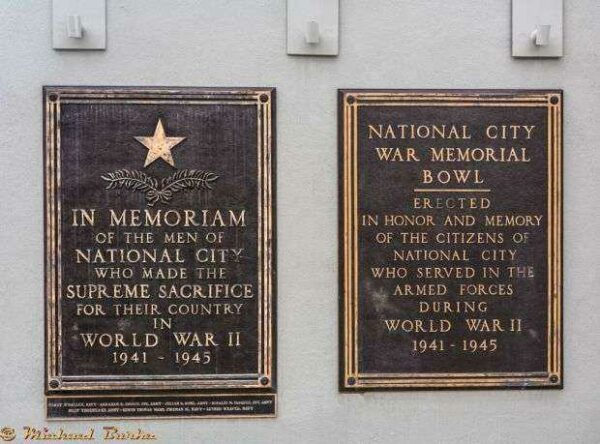 IN MEMORIAM
OF THE MEN OF
NATIONAL CITY
WHO MADE THE
SUPREME SACRIFICE
FOR THEIR COUNTRY
IN
WORLD WAR II
1941 - 1945
NATIONAL CITY
WAR MEMORIAL
BOWL
ERECTED
IN HONOR AND MEMORY
OF THE CITIZENS OF
NATIONAL CITY
WHO SERVED IN THE
ARMED FORCES
DURING
WORLD WAR II
1941 - 1945
© Michael Burke